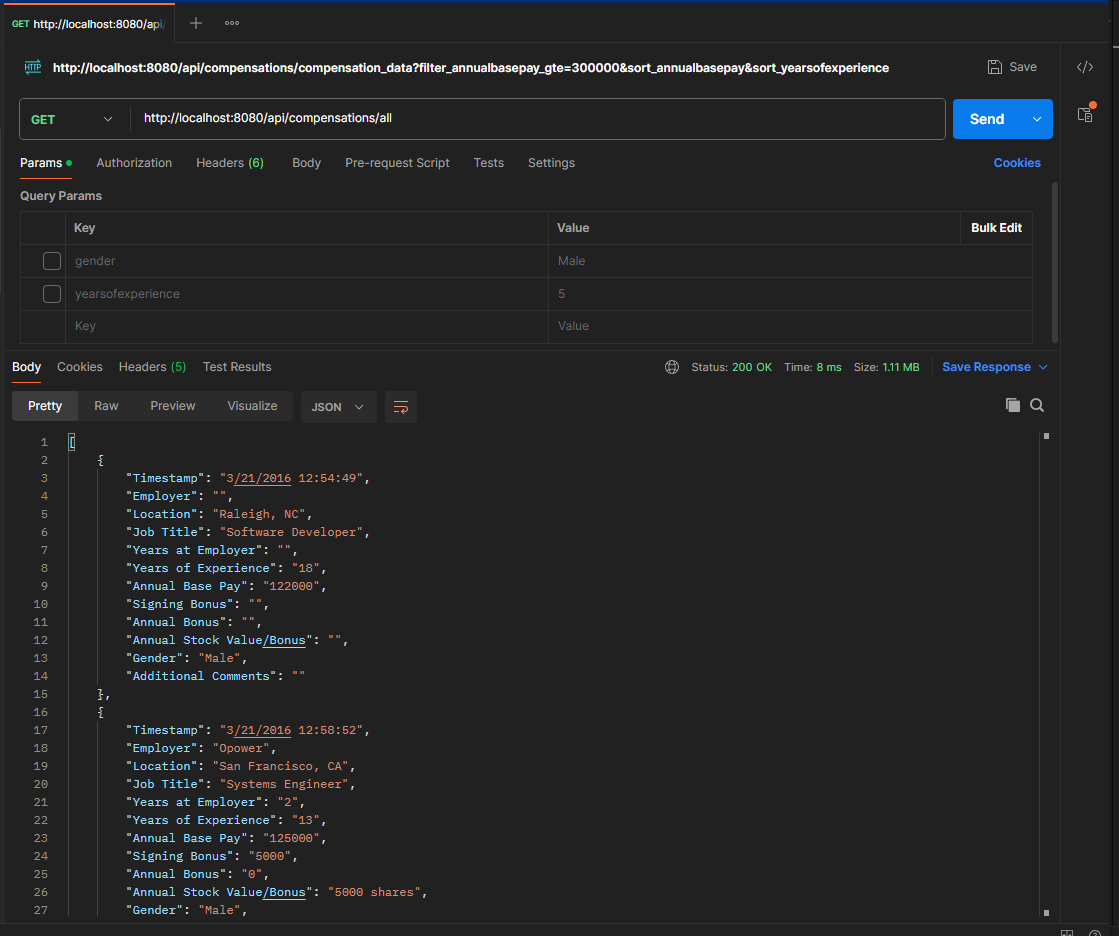 GET http://localhost:8080/api/
HTTP http://localhost:8080/api/compensations/compensation_data?filter_annualbasepay_gte=300000&sort_annualbasepay&sort_yearsofexperience Save </>
GET http://localhost:8080/api/compensations/all Send
Params Authorization Headers (6) Body Pre-request Script Tests Settings Cookies
Query Params
Key Value Bulk Edit
gender Male
yearsofexperience 5
Key Value
Body Cookies Headers (5) Test Results Status: 200 OK Time: 8 ms Size: 1.11 MB Save Response
Pretty Raw Preview Visualize JSON
1 [
2 {
3 "Timestamp": "3/21/2016 12:54:49",
4 "Employer": "",
5 "Location": "Raleigh, NC",
6 "Job Title": "Software Developer",
7 "Years at Employer": "",
8 "Years of Experience": "18",
9 "Annual Base Pay": "122000",
10 "Signing Bonus": "",
11 "Annual Bonus": "",
12 "Annual Stock Value/Bonus": "",
13 "Gender": "Male",
14 "Additional Comments": ""
15 },
16 {
17 "Timestamp": "3/21/2016 12:58:52",
18 "Employer": "Opower",
19 "Location": "San Francisco, CA",
20 "Job Title": "Systems Engineer",
21 "Years at Employer": "2",
22 "Years of Experience": "13",
23 "Annual Base Pay": "125000",
24 "Signing Bonus": "5000",
25 "Annual Bonus": "0",
26 "Annual Stock Value/Bonus": "5000 shares",
27 "Gender": "Male",